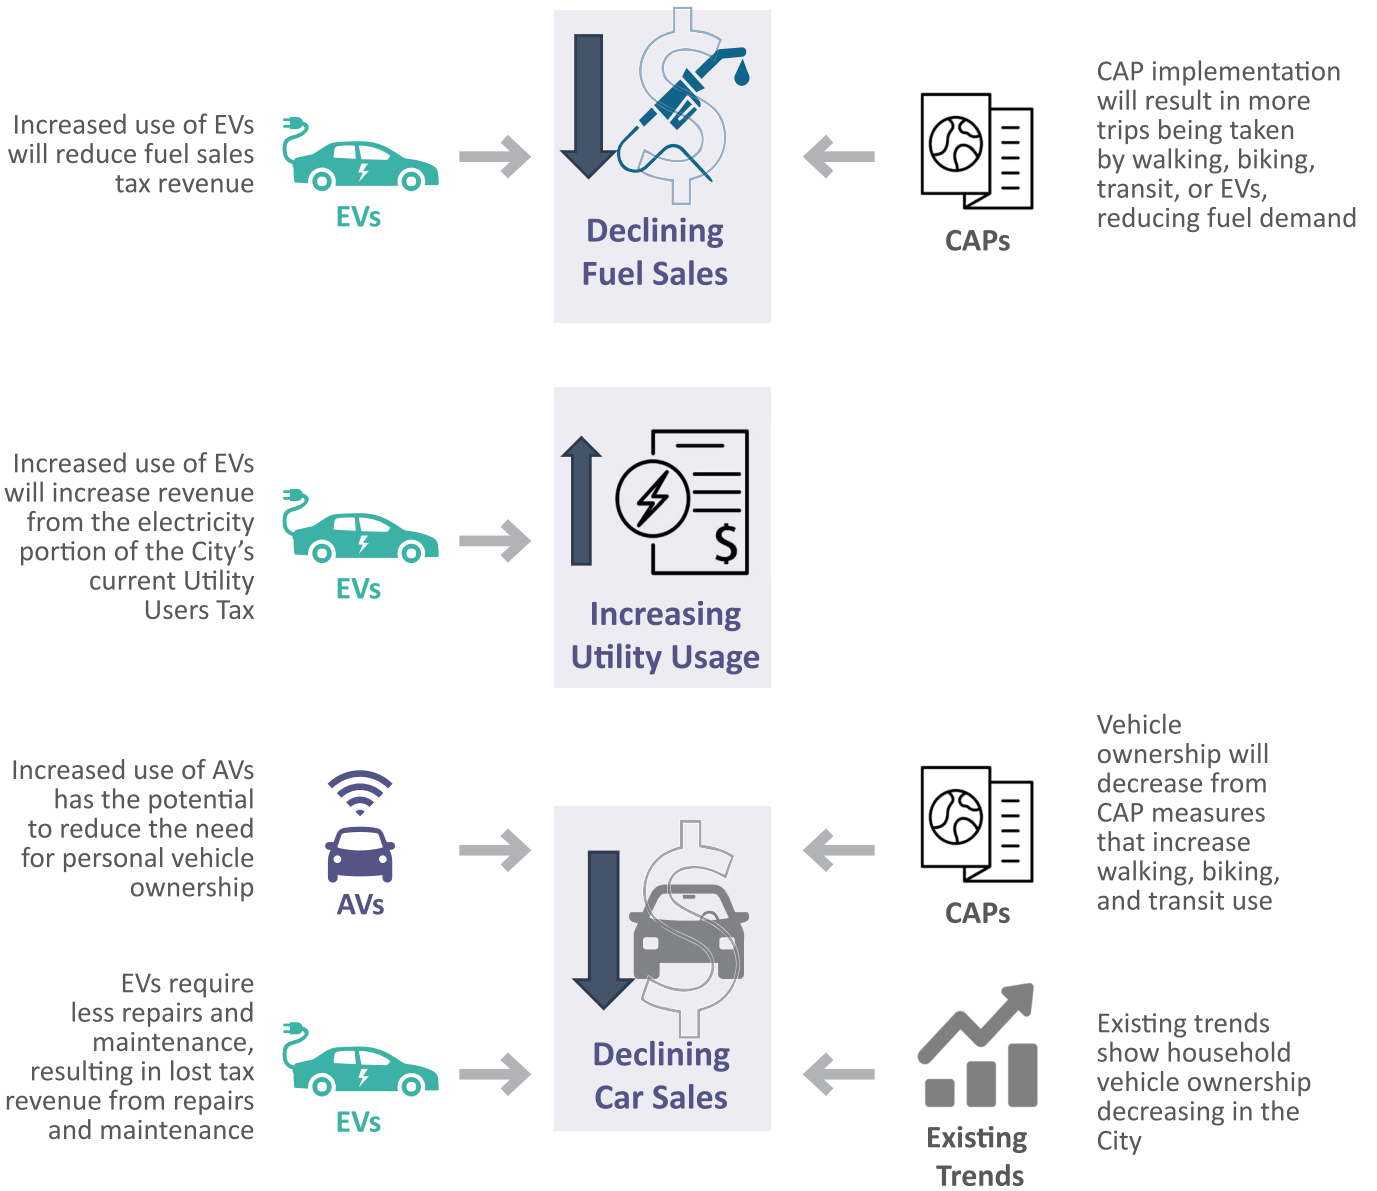 Increased use of EVs
will reduce fuel sales
tax revenue
EVs
Declining
Fuel Sales
CAPs
CAP implementation
will result in more
trips being taken
by walking, biking,
transit, or EVs,
reducing fuel demand
Increased use of EVs
will increase revenue
from the electricity
portion of the City’s
current Utility
Users Tax
EVs
$
Increasing
Utility Usage
Increased use of AVs
has the potential
to reduce the need
for personal vehicle
ownership
AVs
EVs require
less repairs and
maintenance,
resulting in lost tax
revenue from repairs
and maintenance
EVs
$
Declining
Car Sales
CAPs
Vehicle
ownership will
decrease from
CAP measures
that increase
walking, biking,
and transit use
Existing
Trends
Existing trends
show household
vehicle ownership
decreasing in the
City